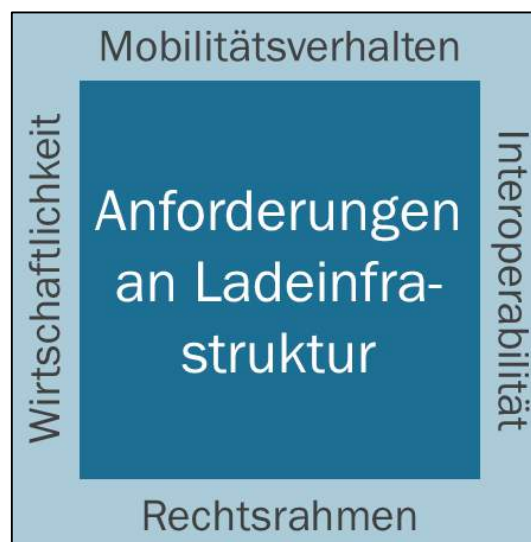 Mobilitätsverhalten
Wirtschaftlichkeit
Anforderungen
an Ladeinfra-
struktur
Interoperabilität
Rechtsrahmen